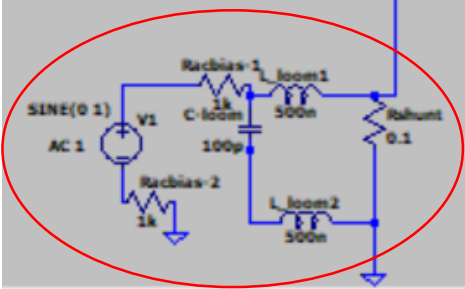 Racbias-1
L_loom1
1k
500n
SINE(0 1)
V1
C-loom
Rshunt
AC 1
100p
0.1
Racbias-2
1k
L_loom2
500n